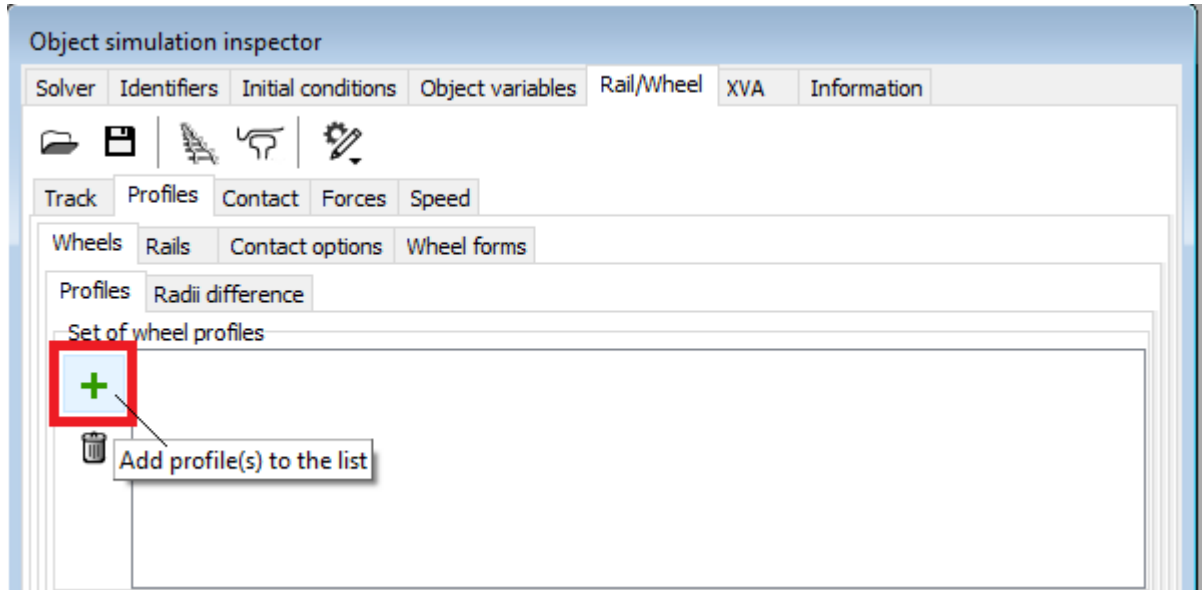 Object simulation inspector
Solver Identifiers Initial conditions Object variables Rail/Wheel XVA Information
Track Profiles Contact Forces Speed
Wheels Rails Contact options Wheel forms
Profiles Radii difference
Set of wheel profiles
Add profile(s) to the list